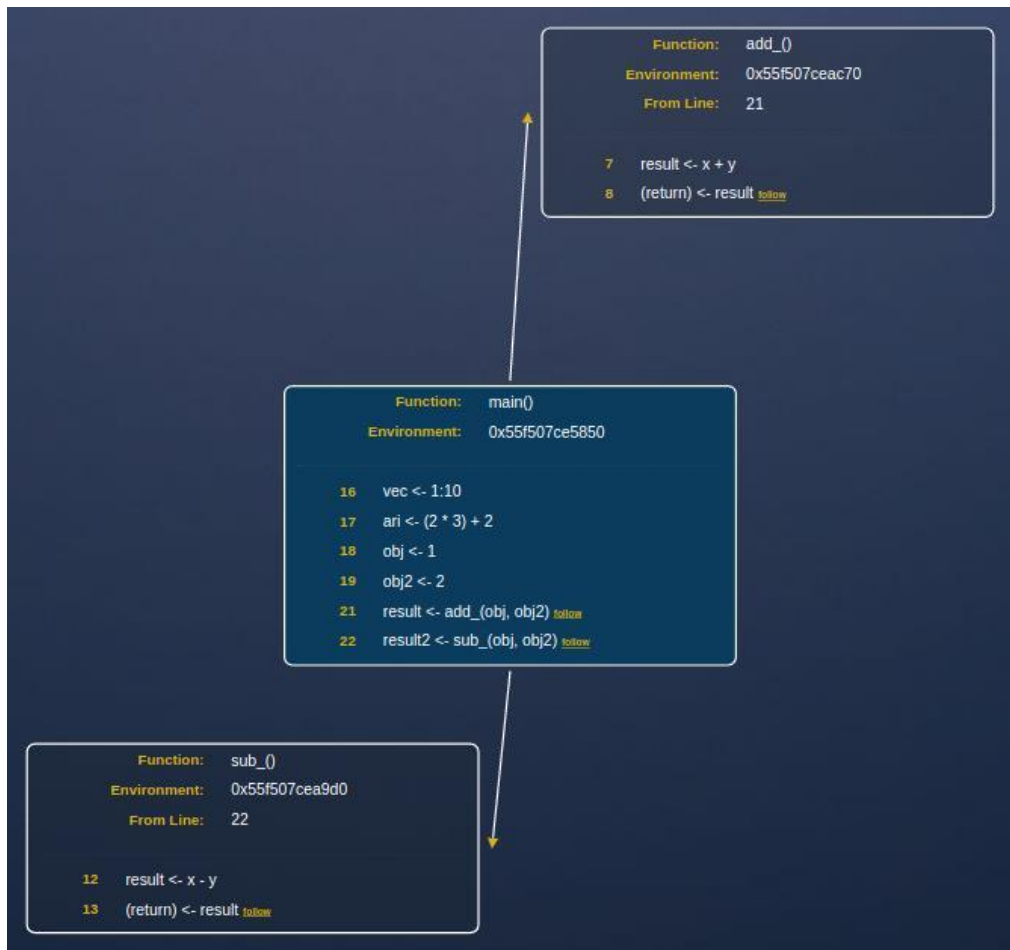 Function: add_()
Environment: 0x55f507ceac70
From Line: 21
7 result <- x + y
8 (return) <- result follow
Function: main()
Environment: 0x55f507ce5850
16 vec <- 1:10
17 ari <- (2 * 3) + 2
18 obj <- 1
19 obj2 <- 2
21 result <- add_(obj, obj2) follow
22 result2 <- sub_(obj, obj2) follow
Function: sub_()
Environment: 0x55f507cea9d0
From Line: 22
12 result <- x - y
13 (return) <- result follow